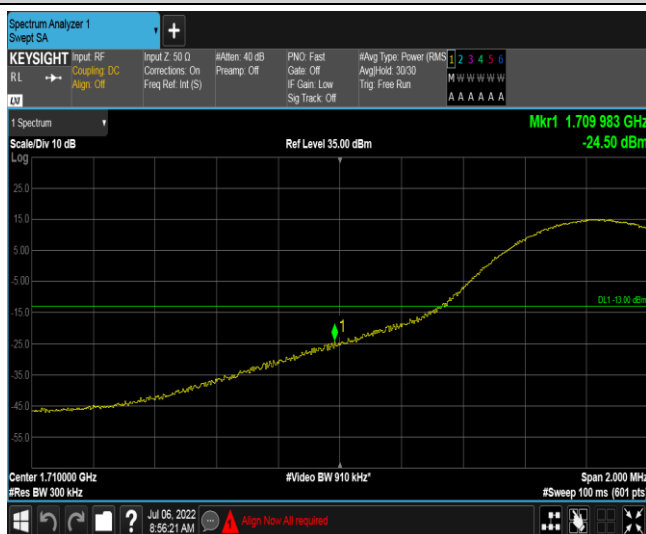 Spectrum Analyzer 1
Swept SA
+
KEYSIGHT Input: RF Input Z: 50 Ω #Atten: 40 dB PNO: Fast #Avg Type: Power (RMS 1 2 3 4 5 6
R L Coupling: DC Corrections: On Preamp: Off Gate: Off Avg|Hold: 30/30 M W W W W W
Align: Off Freq Ref: Int (S) IF Gain: Low Trig: Free Run
LXI Sig Track: Off A A A A A A
1 Spectrum Mkr1 1.709 983 GHz
Scale/Div 10 dB Ref Level 35.00 dBm -24.50 dBm
Log
25.0
15.0
5.00
-5.00
DL1 -13.00 dBm
-15.0
1
-25.0
-35.0
-45.0
-55.0
Center 1.710000 GHz #Video BW 910 kHz* Span 2.000 MHz
#Res BW 300 kHz #Sweep 100 ms (601 pts)
? Jul 06, 2022
8:56:21 AM Align Now All required